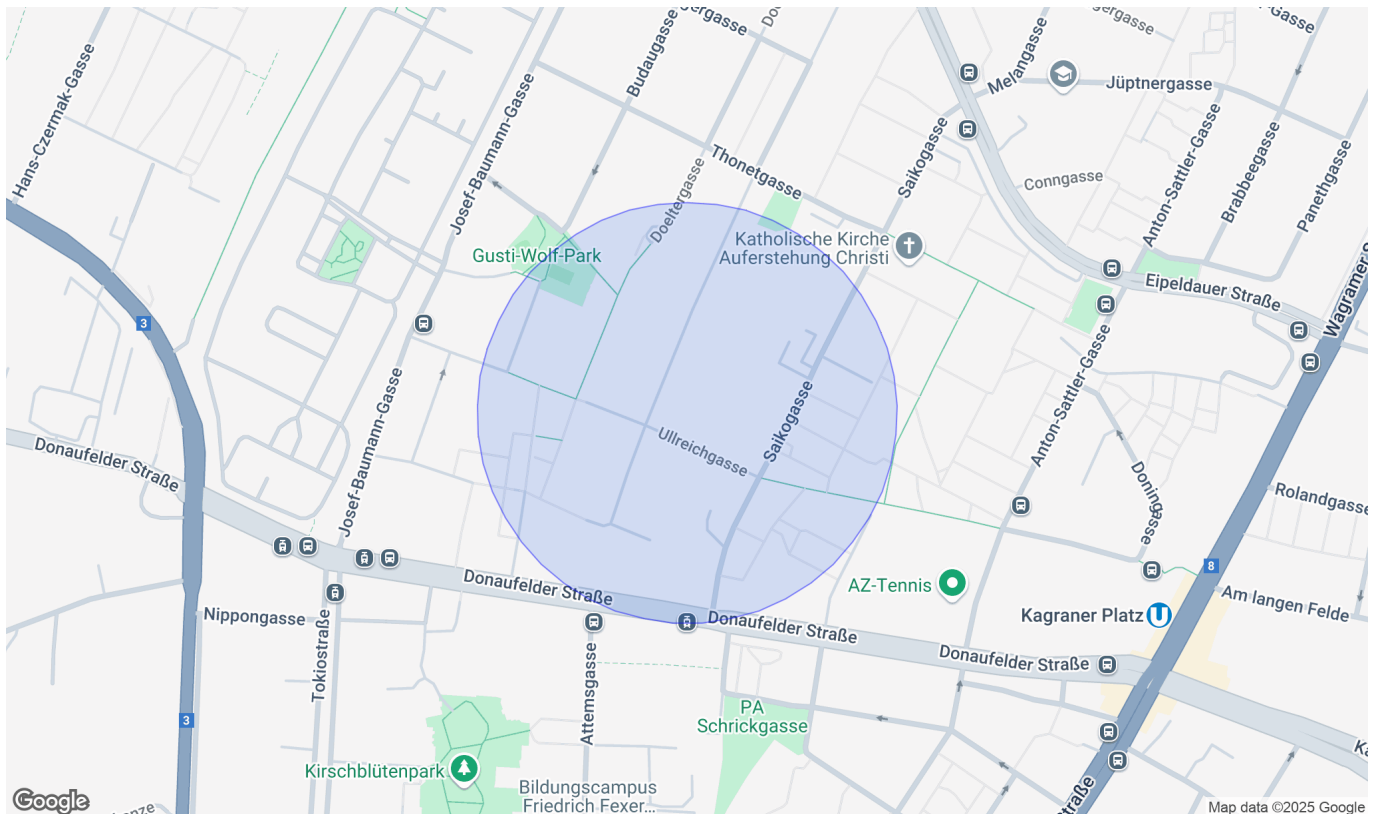 Hans-Czermak-Gasse
Josef-Baumann-Gasse
Budaugasse
Doeltergasse
Thonetgasse
Saikogasse
Melangasse
Jüptnergasse
Conngasse
Anton-Sattler-Gasse
Brabbeegasse
Panethgasse
Gusti-Wolf-Park
Katholische Kirche
Auferstehung Christi
Eipeldauer Straße
3
Josef-Baumann-Gasse
Ullreichgasse
Saikogasse
Anton-Sattler-Gasse
Doningasse
Rolandgasse
Donaufelder Straße
Donaufelder Straße
AZ-Tennis
8
Am langen Felde
Nippongasse
Tokiostraße
Attemsgasse
Donaufelder Straße
Kagraner Platz
U
Donaufelder Straße
3
PA
Schrickgasse
Kirschblütenpark
Bildungscampus
Friedrich Fexer...
Google
Map data ©2025 Google